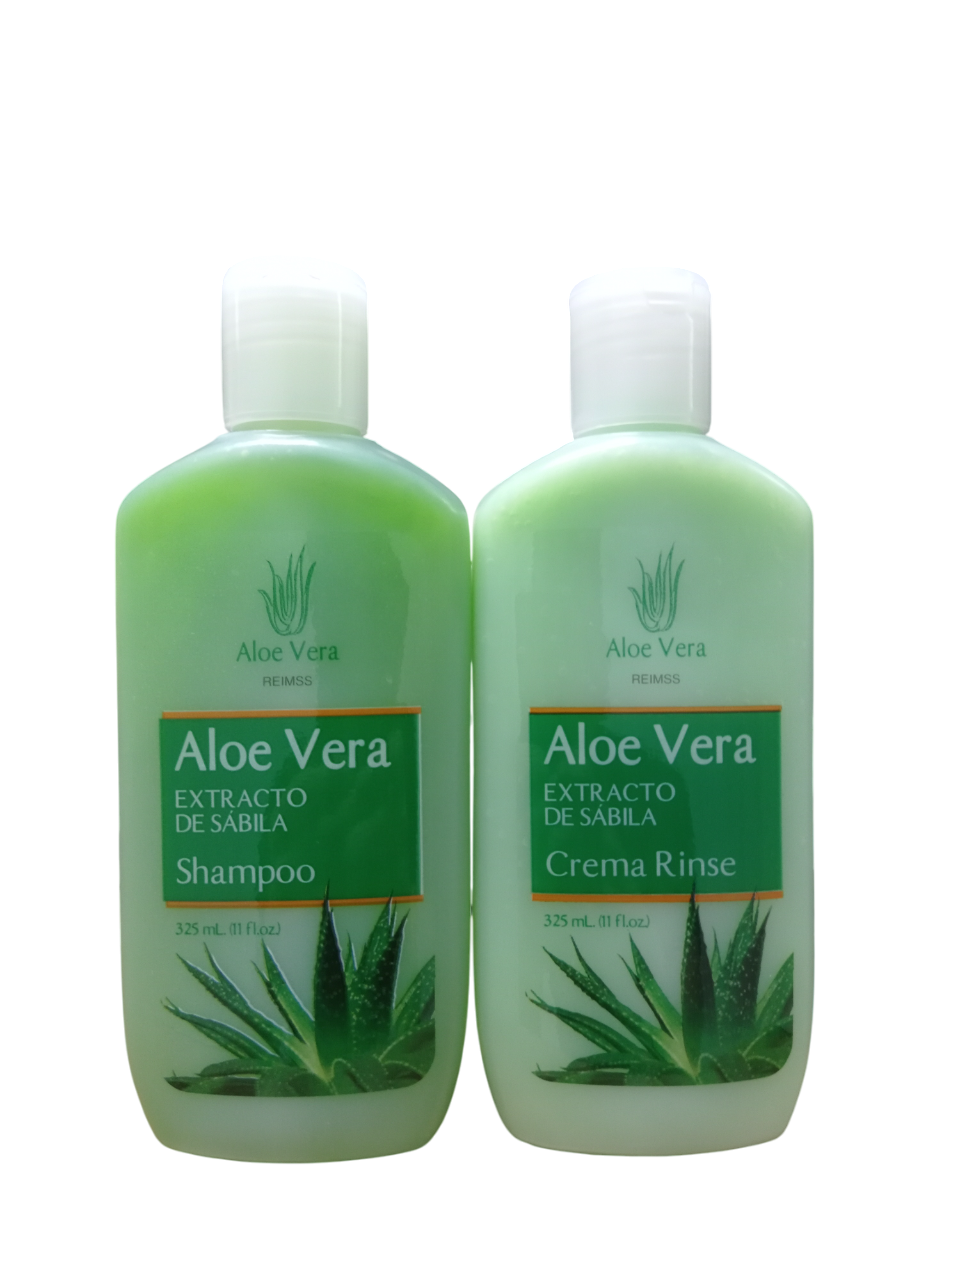 Aloe Vera
REIMSS
Aloe Vera
EXTRACTO
DE SÁBILA
Shampoo
325 mL. (11 fl.oz.)
Aloe Vera
REIMSS
Aloe Vera
EXTRACTO
DE SÁBILA
Crema Rinse
325 mL. (11 fl.oz.)